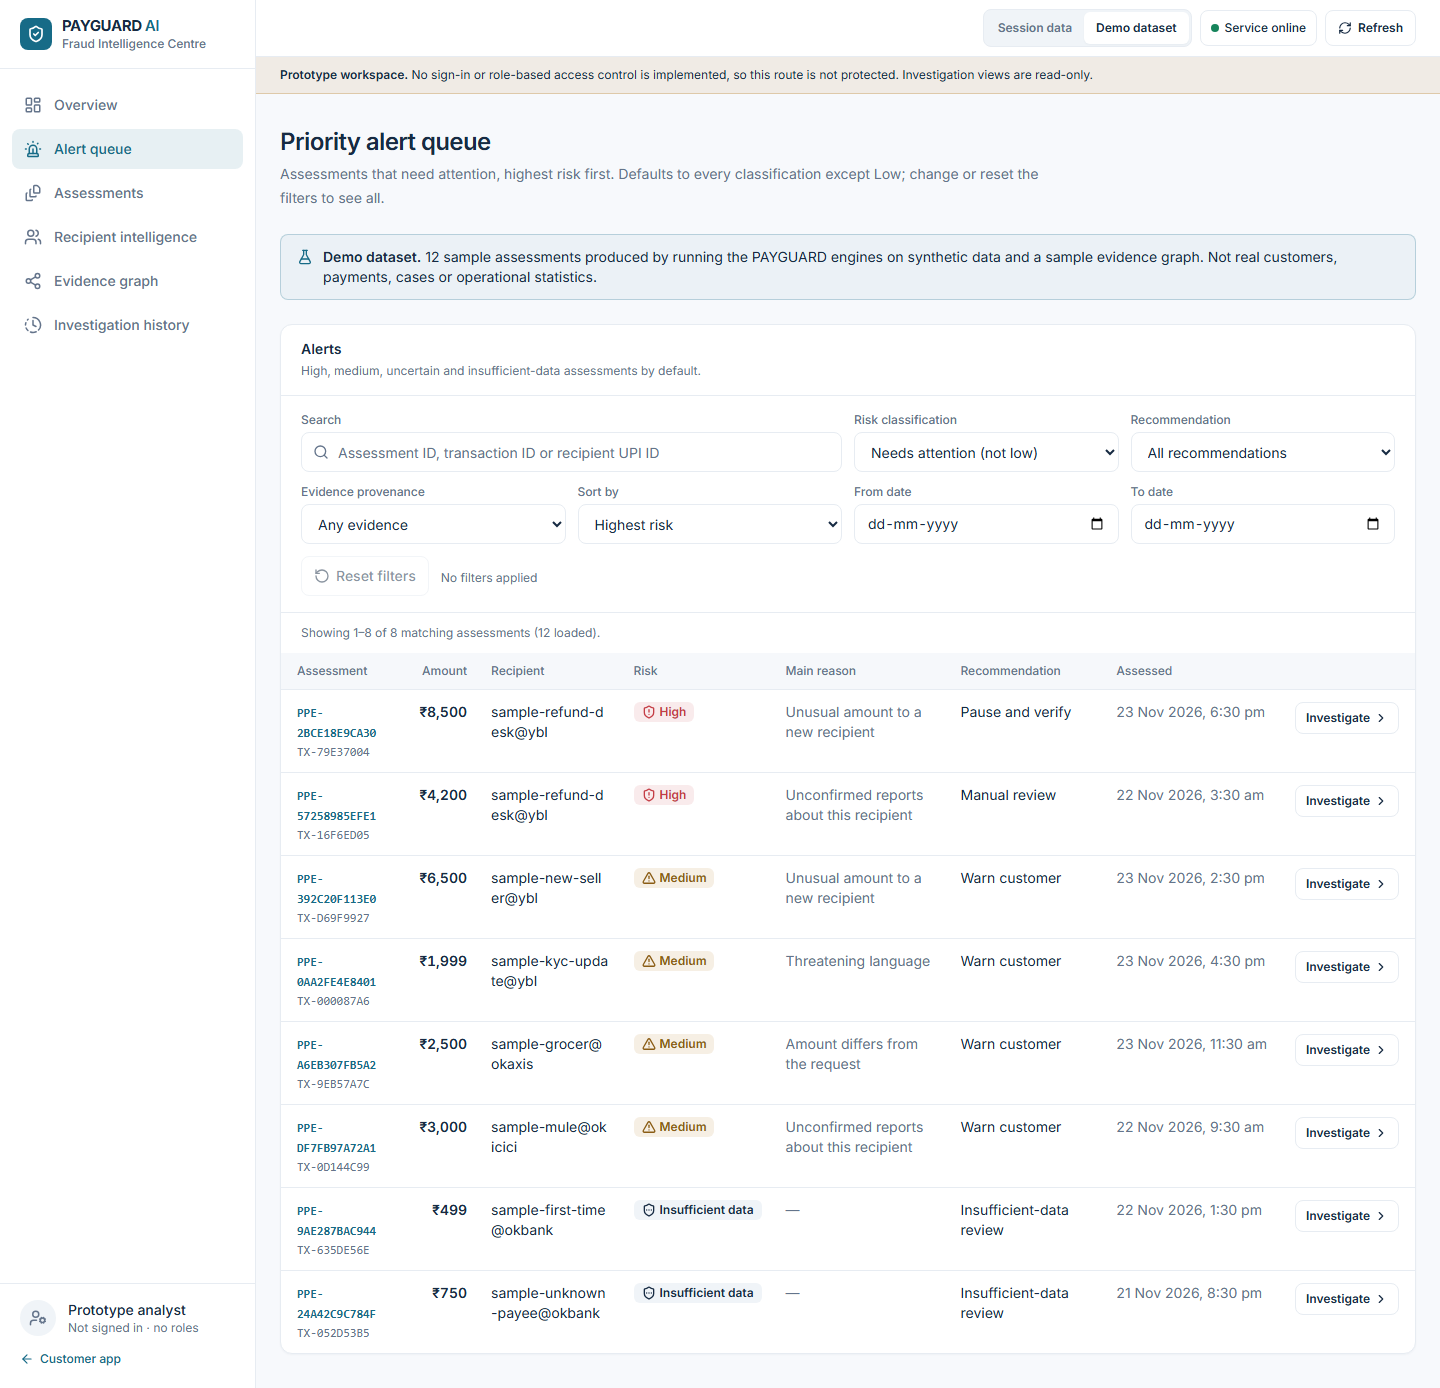 PAYGUARD AI
Fraud Intelligence Centre
Overview
Alert queue
Assessments
Recipient intelligence
Evidence graph
Investigation history
Prototype analyst
Not signed in · no roles
Customer app
Session data
Demo dataset
Service online
Refresh
Prototype workspace. No sign-in or role-based access control is implemented, so this route is not protected. Investigation views are read-only.
Priority alert queue
Assessments that need attention, highest risk first. Defaults to every classification except Low; change or reset the
filters to see all.
Demo dataset. 12 sample assessments produced by running the PAYGUARD engines on synthetic data and a sample evidence graph. Not real customers,
payments, cases or operational statistics.
Alerts
High, medium, uncertain and insufficient-data assessments by default.
Search
Assessment ID, transaction ID or recipient UPI ID
Risk classification
Needs attention (not low)
Recommendation
All recommendations
Evidence provenance
Any evidence
Sort by
Highest risk
From date
dd-mm-yyyy
To date
dd-mm-yyyy
Reset filters
No filters applied
Showing 1–8 of 8 matching assessments (12 loaded).
Assessment Amount Recipient Risk Main reason Recommendation Assessed
PPE- ₹8,500 sample-refund-d High Unusual amount to a Pause and verify 23 Nov 2026, 6:30 pm Investigate
2BCE18E9CA30 esk@ybl new recipient
TX-79E37004
PPE- ₹4,200 sample-refund-d High Unconfirmed reports Manual review 22 Nov 2026, 3:30 am Investigate
57258985EFE1 esk@ybl about this recipient
TX-16F6ED05
PPE- ₹6,500 sample-new-sell Medium Unusual amount to a Warn customer 23 Nov 2026, 2:30 pm Investigate
392C20F113E0 er@ybl new recipient
TX-D69F9927
PPE- ₹1,999 sample-kyc-upda Medium Threatening language Warn customer 23 Nov 2026, 4:30 pm Investigate
0AA2FE4E8401 te@ybl
TX-000087A6
PPE- ₹2,500 sample-grocer@ Medium Amount differs from Warn customer 23 Nov 2026, 11:30 am Investigate
A6EB307FB5A2 okaxis the request
TX-9EB57A7C
PPE- ₹3,000 sample-mule@ok Medium Unconfirmed reports Warn customer 22 Nov 2026, 9:30 am Investigate
DF7FB97A72A1 icici about this recipient
TX-0D144C99
PPE- ₹499 sample-first-time Insufficient data — Insufficient-data 22 Nov 2026, 1:30 pm Investigate
9AE287BAC944 @okbank review
TX-635DE56E
PPE- ₹750 sample-unknown Insufficient data — Insufficient-data 21 Nov 2026, 8:30 pm Investigate
24A42C9C784F -payee@okbank review
TX-052D53B5